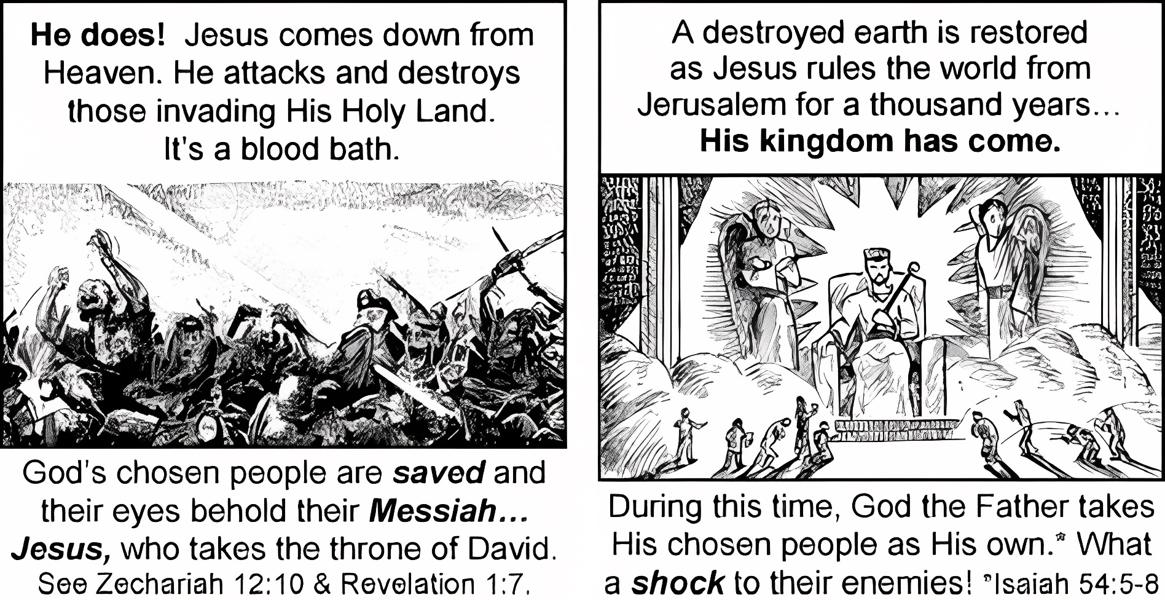 He does! Jesus comes down from
Heaven. He attacks and destroys
those invading His Holy Land.
It's a blood bath.
God's chosen people are saved and
their eyes behold their Messiah...
Jesus, who takes the throne of David.
See Zechariah 12:10 & Revelation 1:7.
A destroyed earth is restored
as Jesus rules the world from
Jerusalem for a thousand years...
His kingdom has come.
During this time, God the Father takes
His chosen people as His own.* What
a shock to their enemies! *Isaiah 54:5-8